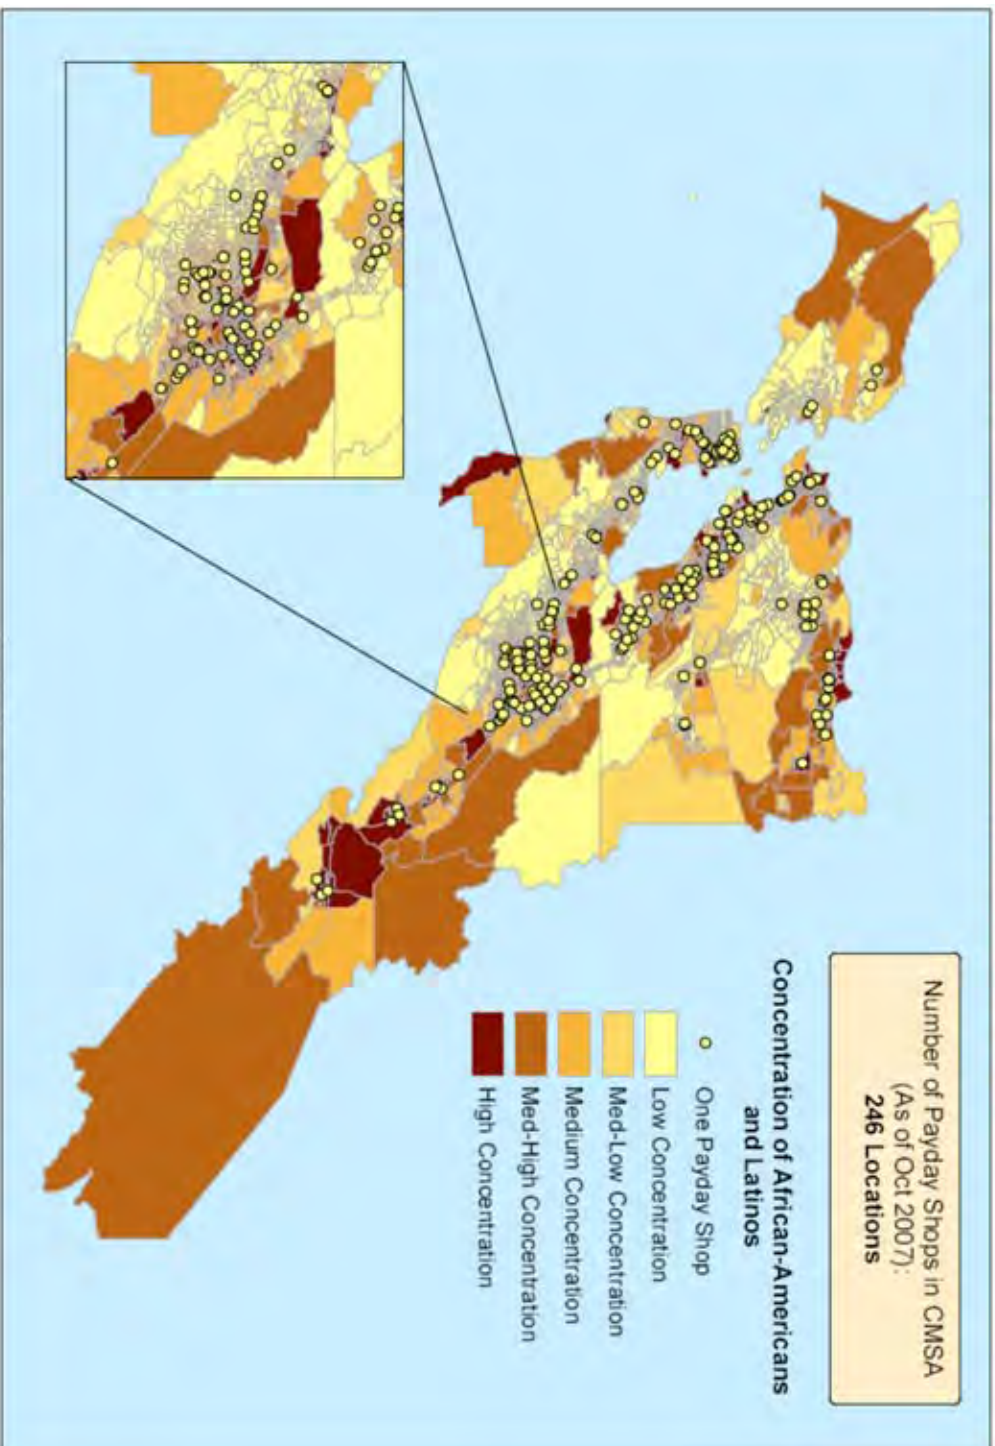 Number of Payday Shops in CMSA
(As of Oct 2007):
246 Locations
Concentration of African-Americans
and Latinos
One Payday Shop
Low Concentration
Med-Low Concentration
Medium Concentration
Med-High Concentration
High Concentration